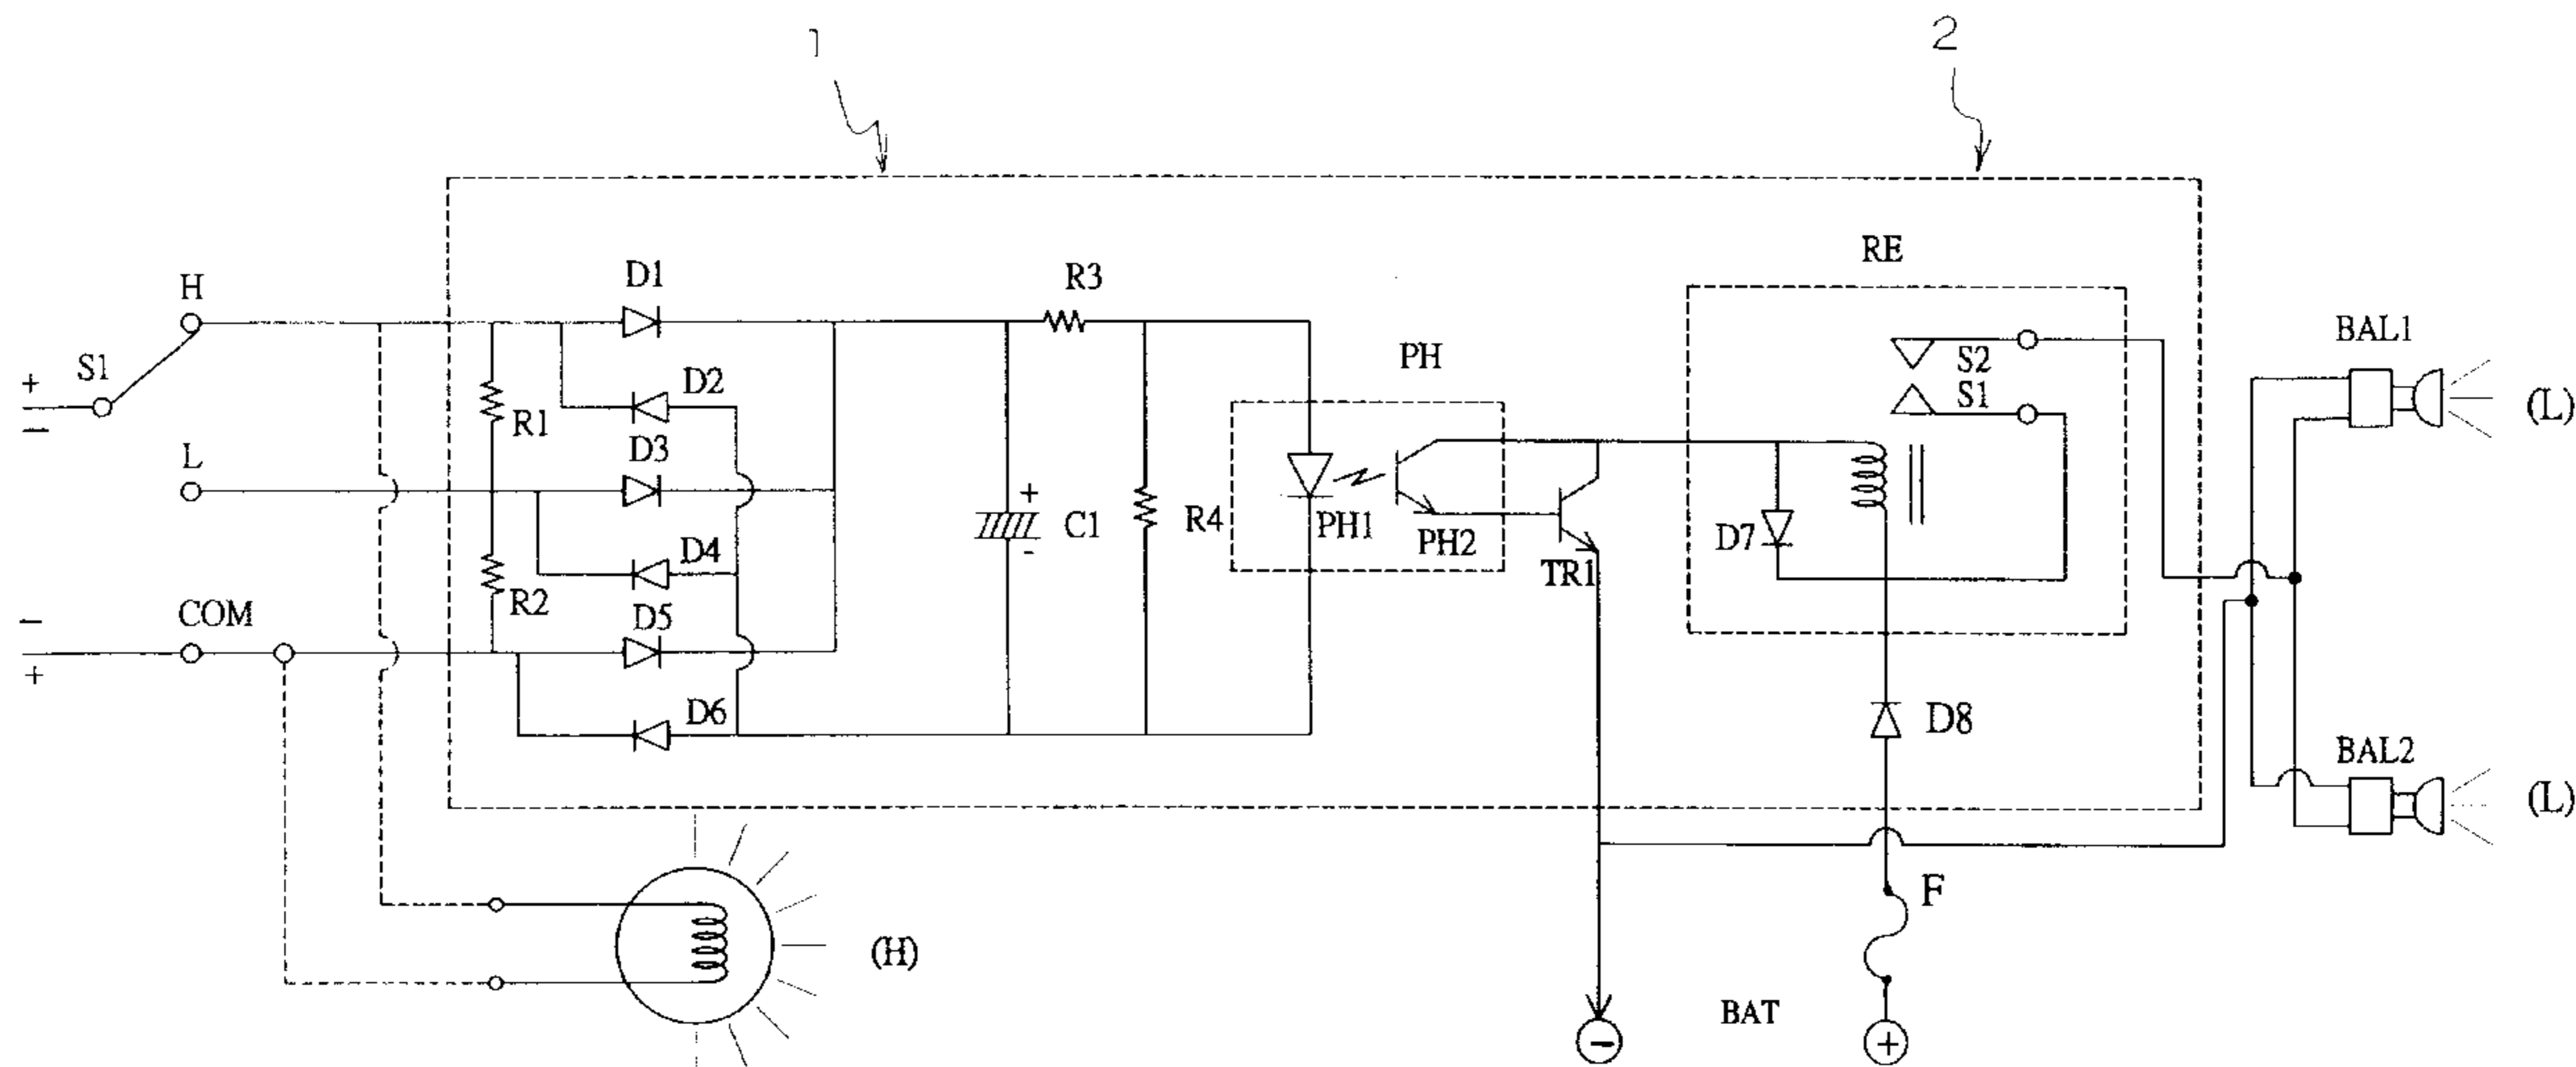 1
2
RE
H
D1
R3
BAL1
+
S1
−
D2
R1
PH
S2
S1
(L)
L
D3
+
C1
-
R4
PH1
PH2
D7
TR1
D4
R2
−
COM
+
D5
D6
D8
BAL2
(L)
F
(H)
BAT
−
+